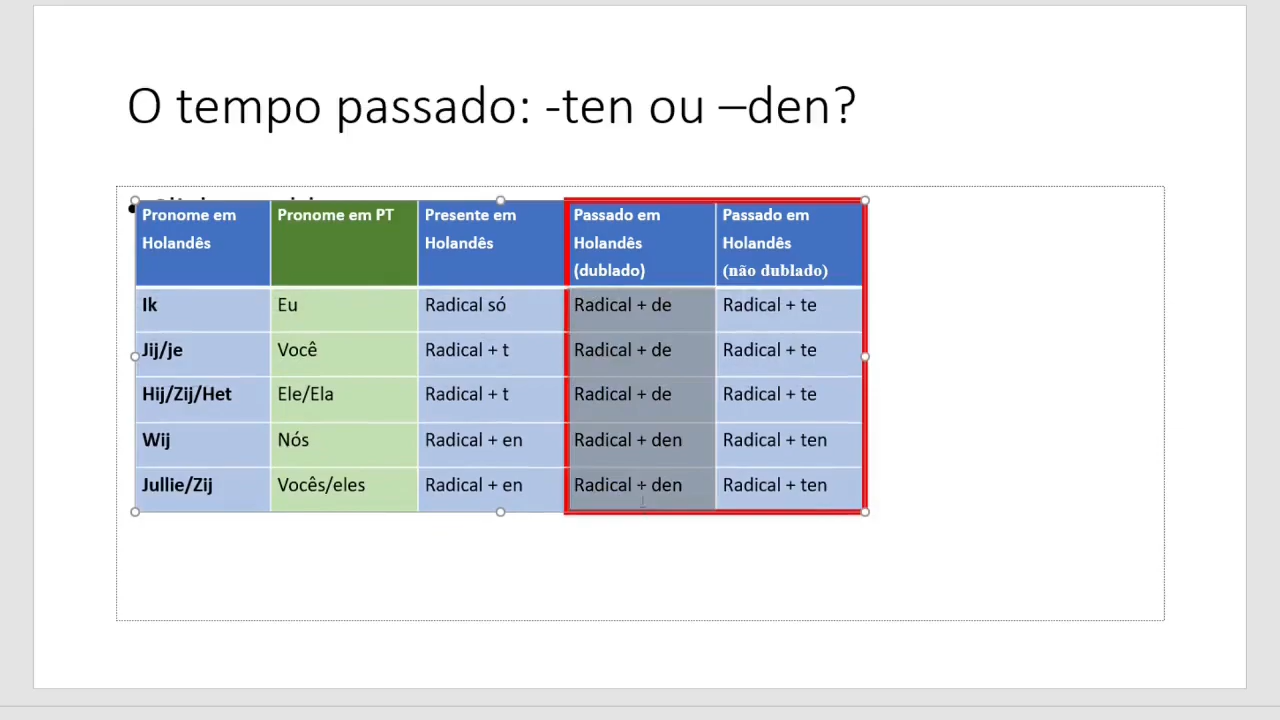 O tempo passado: -ten ou –den?
Pronome em Holandês Pronome em PT Presente em Holandês Passado em Holandês (dublado) Passado em Holandês (não dublado)
Ik Eu Radical só Radical + de Radical + te
Jij/je Você Radical + t Radical + de Radical + te
Hij/Zij/Het Ele/Ela Radical + t Radical + de Radical + te
Wij Nós Radical + en Radical + den Radical + ten
Jullie/Zij Vocês/eles Radical + en Radical + den Radical + ten